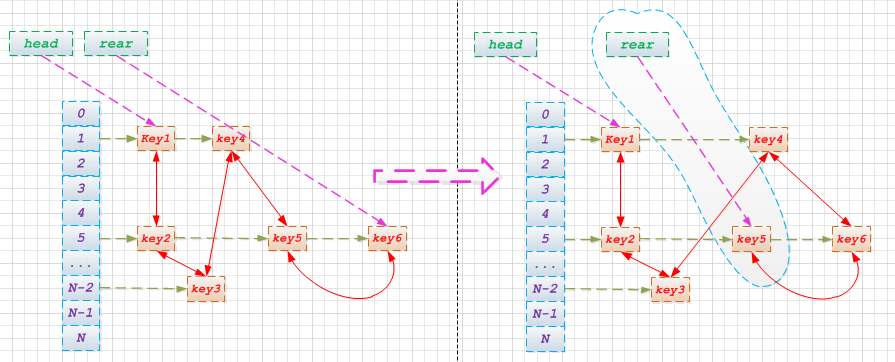 head rear
0
1 Key1 key4
2
3
4
5 key2 key5 key6
...
N-2 key3
N-1
N
head rear
0
1 Key1 key4
2
3
4
5 key2 key5 key6
...
N-2 key3
N-1
N